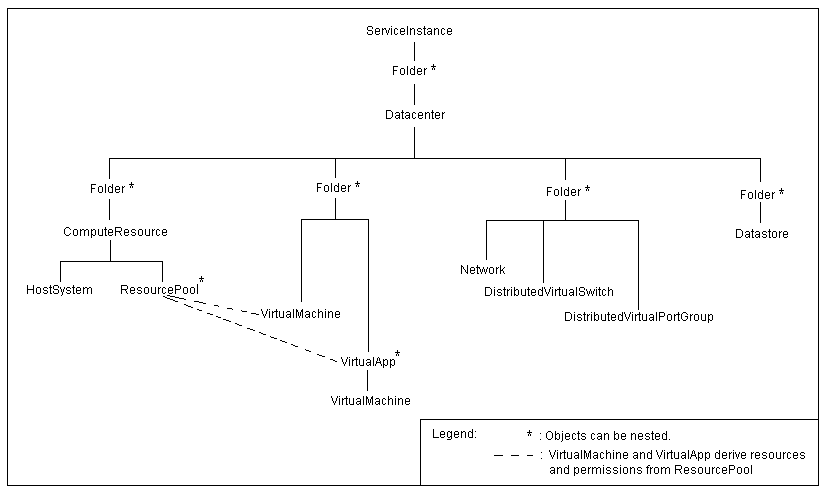 ServiceInstance
Folder *
Datacenter
Folder *
Folder *
Folder *
Folder *
ComputeResource
Datastore
HostSystem
ResourcePool*
Network
DistributedVirtualSwitch
VirtualMachine
DistributedVirtualPortGroup
VirtualApp*
VirtualMachine
Legend:
* : Objects can be nested.
– – – : VirtualMachine and VirtualApp derive resources
and permissions from ResourcePool